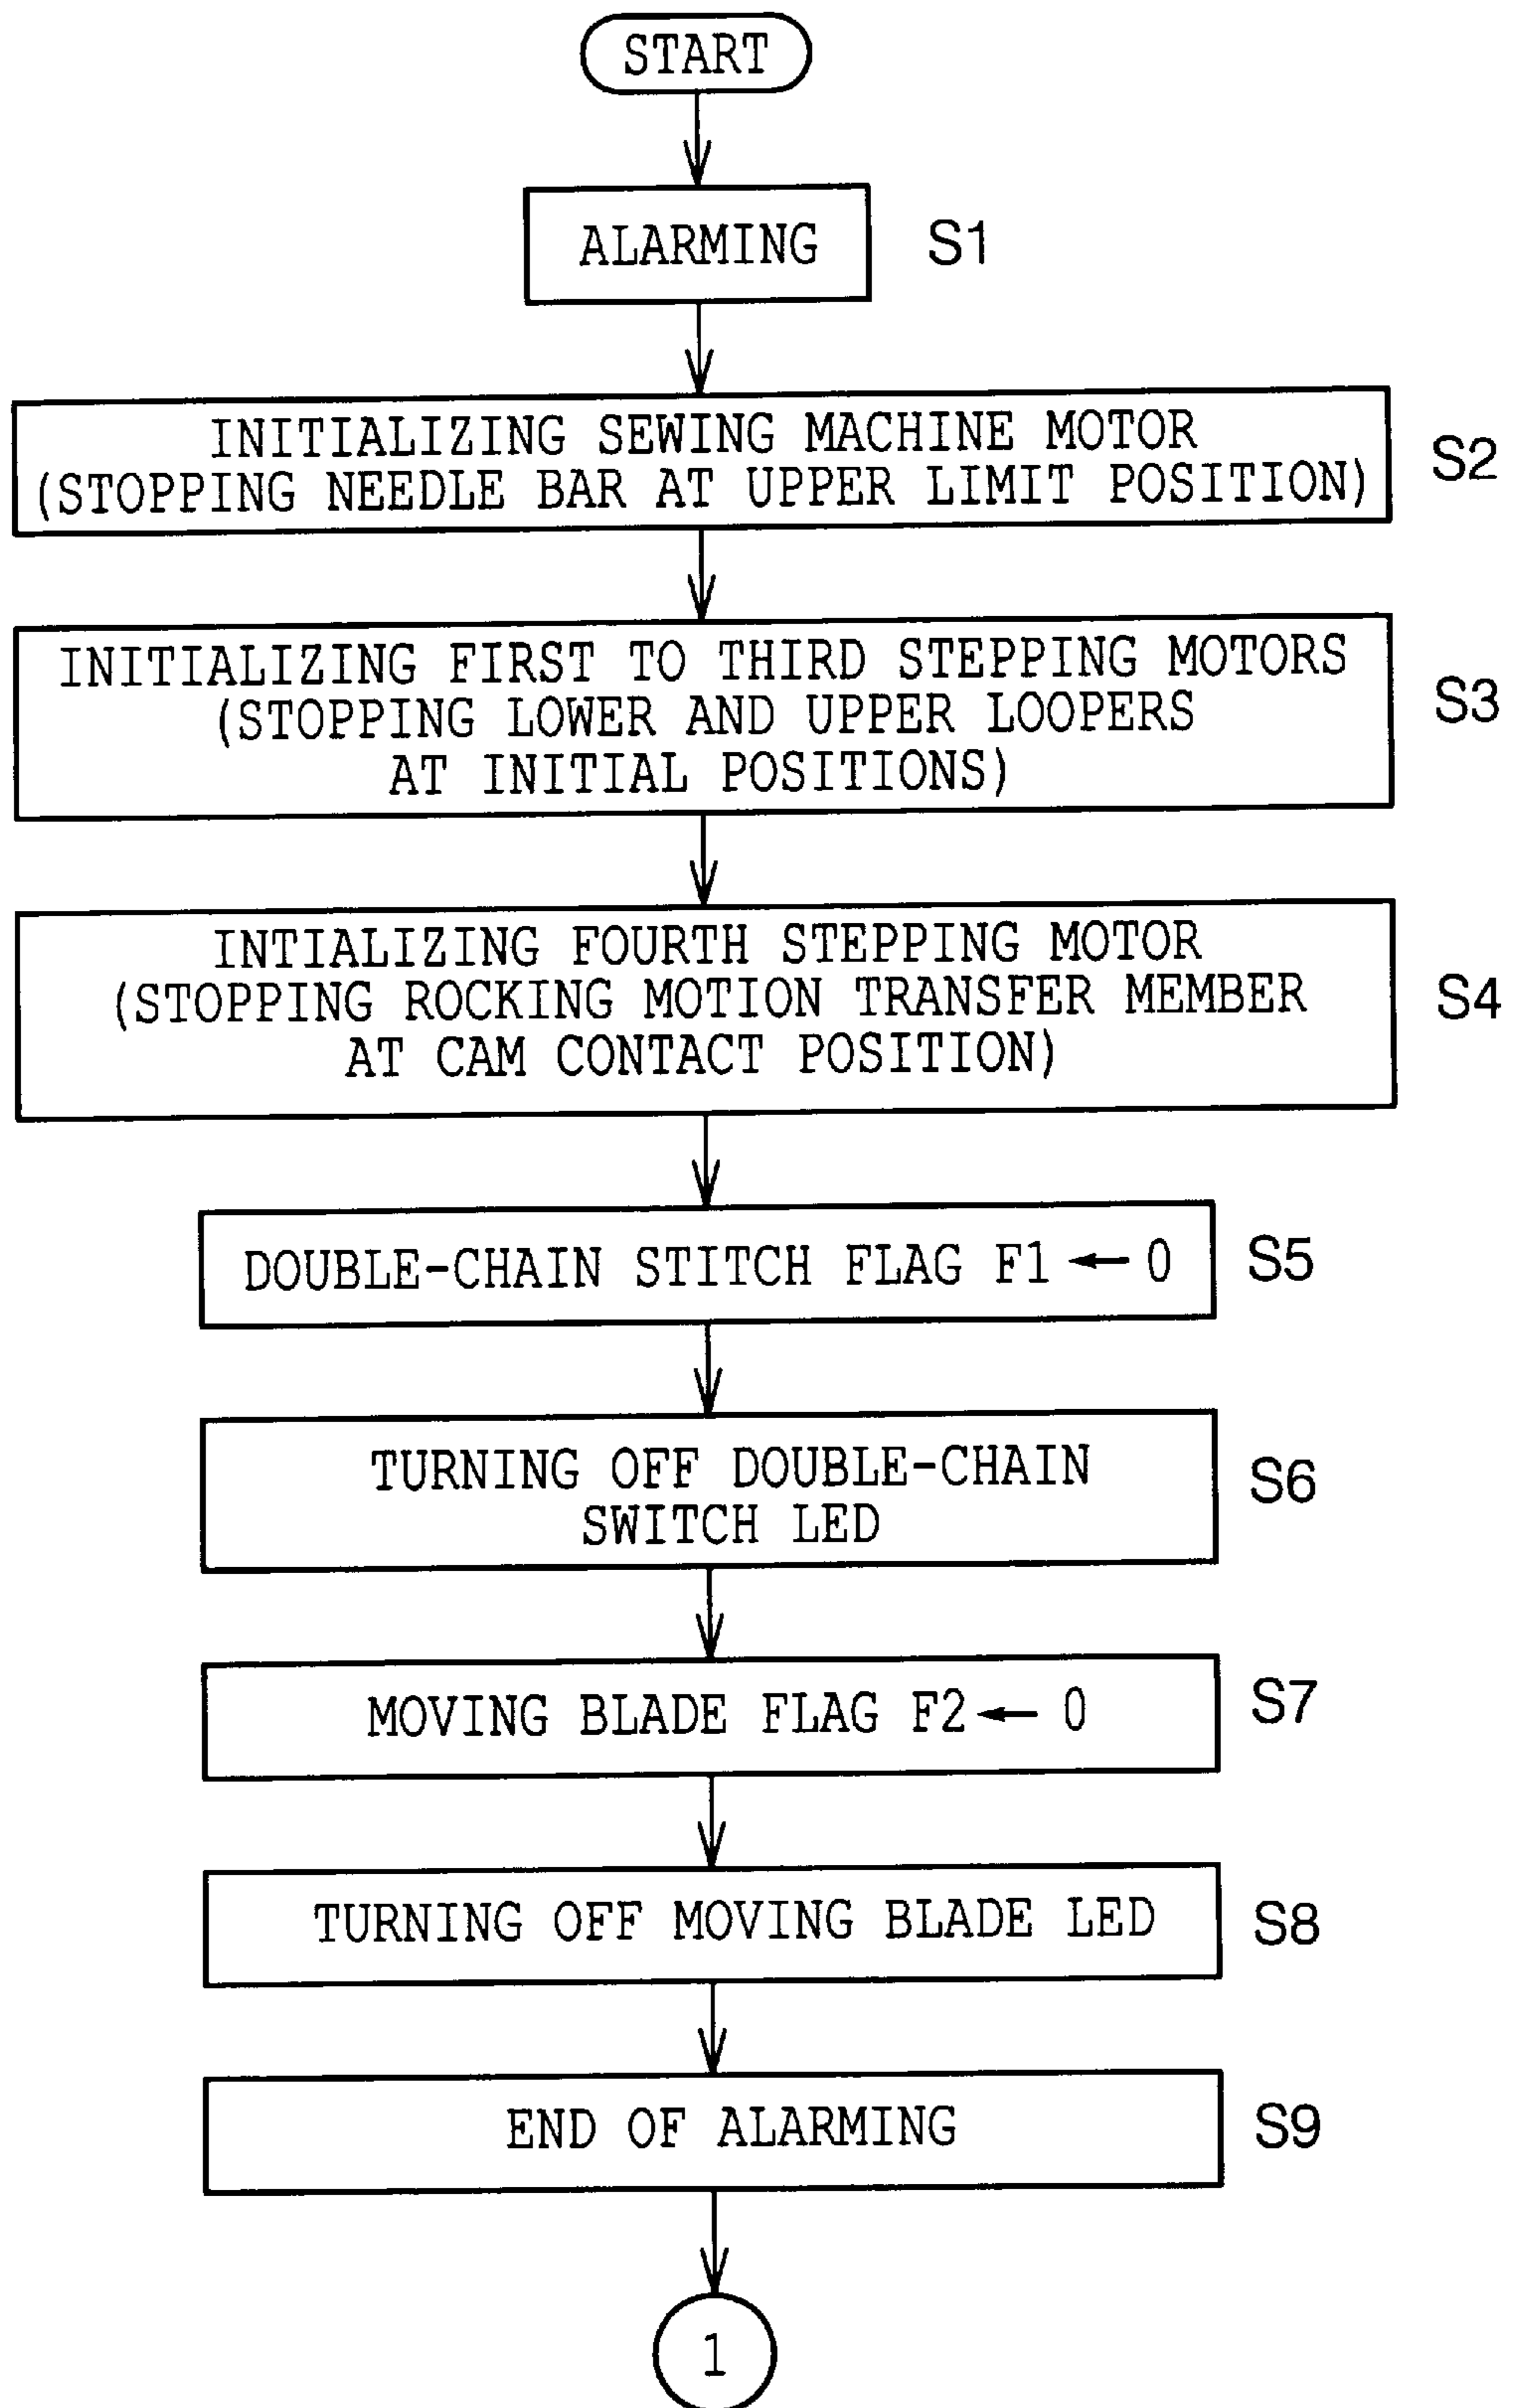 START
ALARMING
S1
INITIALIZING SEWING MACHINE MOTOR
(STOPPING NEEDLE BAR AT UPPER LIMIT POSITION)
S2
INITIALIZING FIRST TO THIRD STEPPING MOTORS
(STOPPING LOWER AND UPPER LOOPERS
AT INITIAL POSITIONS)
S3
INTIALIZING FOURTH STEPPING MOTOR
(STOPPING ROCKING MOTION TRANSFER MEMBER
AT CAM CONTACT POSITION)
S4
DOUBLE-CHAIN STITCH FLAG F1 ← 0
S5
TURNING OFF DOUBLE-CHAIN
SWITCH LED
S6
MOVING BLADE FLAG F2 ← 0
S7
TURNING OFF MOVING BLADE LED
S8
END OF ALARMING
S9
1